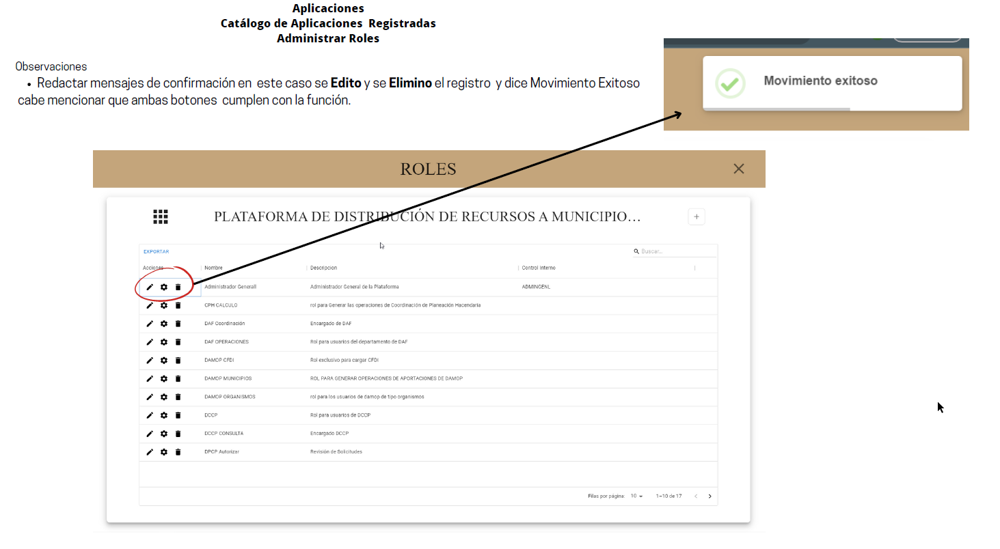 Aplicaciones
Catálogo de Aplicaciones Registradas
Administrar Roles
Observaciones
• Redactar mensajes de confirmación en este caso se Edito y se Elimino el registro y dice Movimiento Exitoso
cabe mencionar que ambas botones cumplen con la función.
Movimiento exitoso
ROLES
PLATAFORMA DE DISTRIBUCIÓN DE RECURSOS A MUNICIPIO...
EXPORTAR
Buscar...
Acciones Nombre Descripcion Control Interno
Administrador Generall Administrador General de la Plataforma ADMINGENL
CPH CALCULO rol para Generar las operaciones de Coordinación de Planeación Hacendaria
DAF Coordinación Encargado de DAF
DAF OPERACIONES Rol para usuarios del departamento de DAF
DAMOP CFDI Rol exclusivo para cargar CFDI
DAMOP MUNICIPIOS ROL PARA GENERAR OPERACIONES DE APORTACIONES DE DAMOP
DAMOP ORGANISMOS rol para los usuarios de damop de tipo organismos
DCCP Rol para usuarios de DCCP
DCCP CONSULTA Encargado DCCP
DPCP Autorizar Revisión de Solicitudes
Filas por página: 10 1–10 de 17